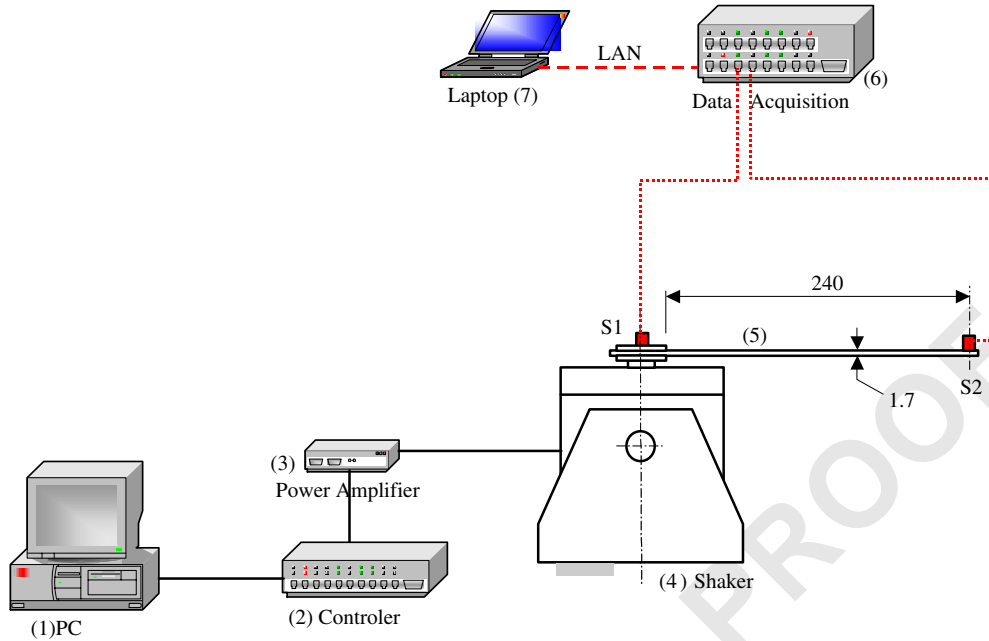 LAN
Laptop (7)
(6)
Data Acquisition
240
S1
(5)
S2
1.7
(3)
Power Amplifier
(4) Shaker
(2) Controler
(1)PC
PROOF